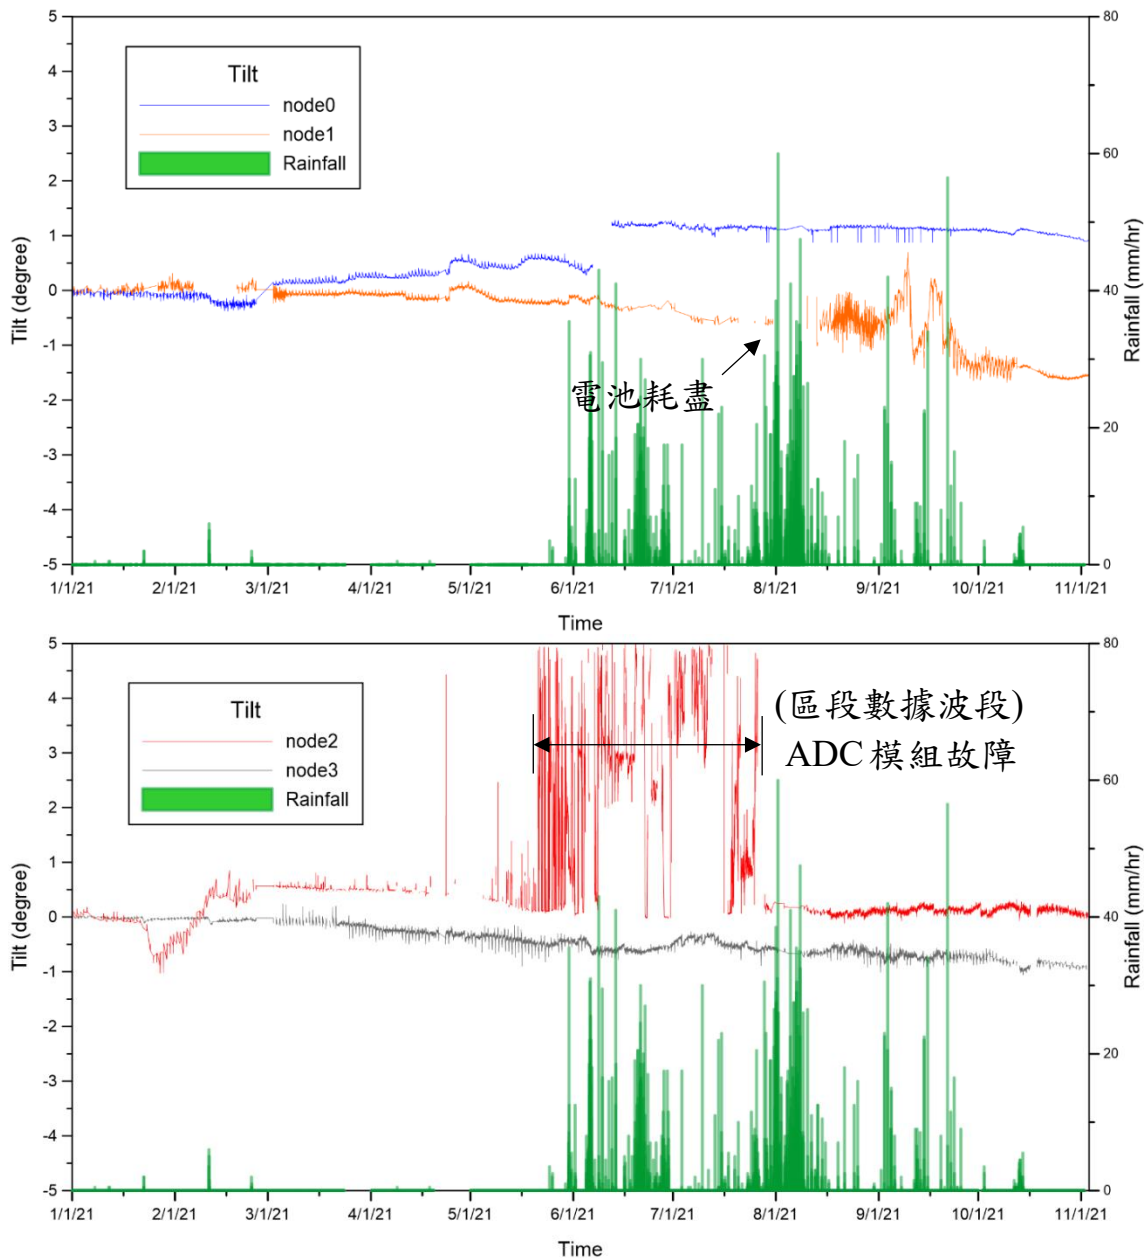 5
4
3
2
1
0
-1
-2
-3
-4
-5
Tilt (degree)
80
60
40
20
0
Rainfall (mm/hr)
Tilt
node0
node1
Rainfall
電池耗盡
1/1/21 2/1/21 3/1/21 4/1/21 5/1/21 6/1/21 7/1/21 8/1/21 9/1/21 10/1/21 11/1/21
Time
5
4
3
2
1
0
-1
-2
-3
-4
-5
Tilt (degree)
80
60
40
20
0
Rainfall (mm/hr)
Tilt
node2
node3
Rainfall
(區段數據波段)
ADC模組故障
1/1/21 2/1/21 3/1/21 4/1/21 5/1/21 6/1/21 7/1/21 8/1/21 9/1/21 10/1/21 11/1/21
Time